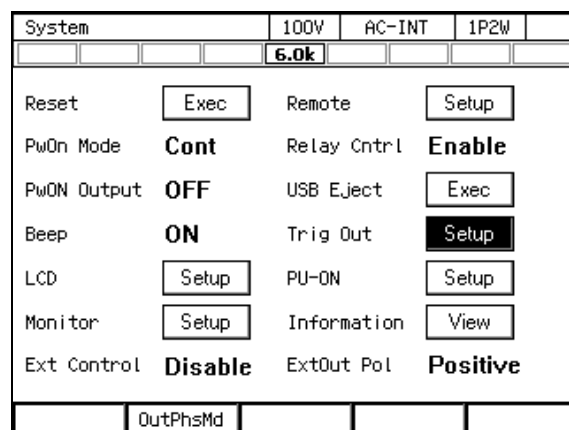 System 100V AC-INT 1P2W
6.0k
Reset Exec Remote Setup
PwOn Mode Cont Relay Cntrl Enable
PwON Output OFF USB Eject Exec
Beep ON Trig Out Setup
LCD Setup PU-ON Setup
Monitor Setup Information View
Ext Control Disable ExtOut Pol Positive
OutPhsMd